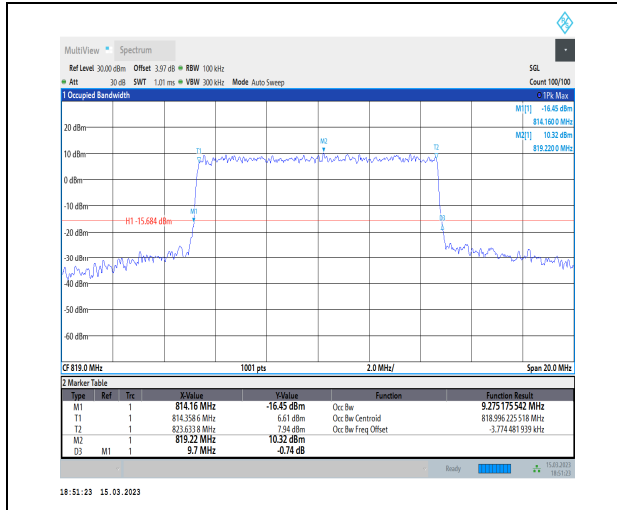 MultiView Spectrum
Ref Level 30.00 dBm Offset 3.97 dB RBW 100 kHz SGL
Att 30 dB SWT 1.01 ms VBW 300 kHz Mode Auto Sweep Count 100/100
1 Occupied Bandwidth 1Pk Max
M1[1] -16.45 dBm
814.160 0 MHz
M2[1] 10.32 dBm
819.220 0 MHz
20 dBm
M2
T1
T2
10 dBm
0 dBm
-10 dBm
M1
H1 -15.684 dBm
D3
-20 dBm
-30 dBm
-40 dBm
-50 dBm
-60 dBm
CF 819.0 MHz 1001 pts 2.0 MHz/ Span 20.0 MHz
2 Marker Table
Type Ref Trc X-Value Y-Value Function Function Result
M1 1 814.16 MHz -16.45 dBm Occ Bw 9.275 175 542 MHz
T1 1 814.358 6 MHz 6.61 dBm Occ Bw Centroid 818.996 225 518 MHz
T2 1 823.633 8 MHz 7.94 dBm Occ Bw Freq Offset -3.774 481 939 kHz
M2 1 819.22 MHz 10.32 dBm
D3 M1 1 9.7 MHz -0.74 dB
Ready 15.03.2023
18:51:23
18:51:23 15.03.2023